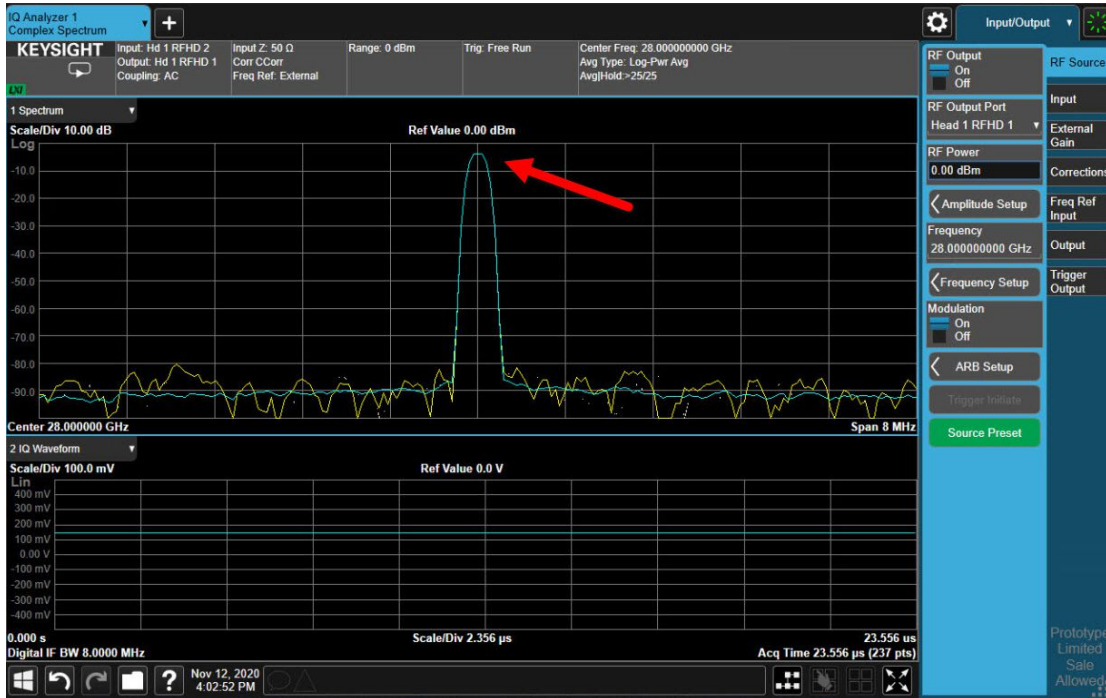 IQ Analyzer 1
Complex Spectrum
+
Input/Output
KEYSIGHT
LXI
Input: Hd 1 RFHD 2
Output: Hd 1 RFHD 1
Coupling: AC
Input Z: 50 Ω
Corr CCorr
Freq Ref: External
Range: 0 dBm
Trig: Free Run
Center Freq: 28.000000000 GHz
Avg Type: Log-Pwr Avg
Avg|Hold:>25/25
1 Spectrum
Scale/Div 10.00 dB
Ref Value 0.00 dBm
Log
-10.0
-20.0
-30.0
-40.0
-50.0
-60.0
-70.0
-80.0
-90.0
Center 28.000000 GHz
Span 8 MHz
2 IQ Waveform
Scale/Div 100.0 mV
Ref Value 0.0 V
Lin
400 mV
300 mV
200 mV
100 mV
0.00 V
-100 mV
-200 mV
-300 mV
-400 mV
0.000 s
Scale/Div 2.356 µs
23.556 us
Digital IF BW 8.0000 MHz
Acq Time 23.556 µs (237 pts)
?
Nov 12, 2020
4:02:52 PM
RF Output
On
Off
RF Output Port
Head 1 RFHD 1
RF Power
0.00 dBm
Amplitude Setup
Frequency
28.000000000 GHz
Frequency Setup
Modulation
On
Off
ARB Setup
Trigger Initiate
Source Preset
RF Source
Input
External
Gain
Corrections
Freq Ref
Input
Output
Trigger
Output
Prototype
Limited
Sale
Allowed